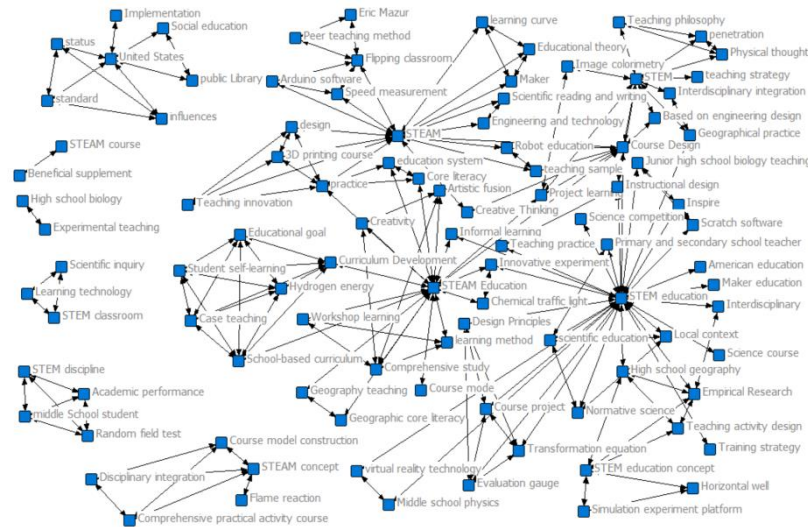 Implementation
Social education
status
United States
public Library
standard
influences
Eric Mazur
Peer teaching method
Flipping classroom
Arduino software
Speed measurement
learning curve
Educational theory
Maker
Scientific reading and writing
Engineering and technology
STEAM
Robot education
teaching sample
Project learning
Teaching philosophy
penetration
Physical thought
Image colorimetry
STEM
teaching strategy
Interdisciplinary integration
Based on engineering design
Geographical practice
Course Design
Junior high school biology teaching
Instructional design
Inspire
Scratch software
STEAM course
Beneficial supplement
High school biology
Experimental teaching
design
3D printing course
practice
Teaching innovation
education system
Core literacy
Artistic fusion
Creative Thinking
Creativity
Informal learning
Teaching practice
Science competition
Primary and secondary school teacher
Innovative experiment
American education
Maker education
Interdisciplinary
STEM education
STEAM Education
Chemical traffic light
Design Principles
Educational goal
Curriculum Development
Student self-learning
Hydrogen energy
Case teaching
School-based curriculum
Workshop learning
learning method
Comprehensive study
Scientific inquiry
Learning technology
STEM classroom
scientific education
Local context
Science course
High school geography
Empirical Research
Geography teaching
Course mode
Geographic core literacy
Course project
Normative science
Teaching activity design
Training strategy
STEM discipline
Academic performance
middle School student
Random field test
Course model construction
STEAM concept
Disciplinary integration
Flame reaction
Comprehensive practical activity course
virtual reality technology
Middle school physics
Transformation equation
Evaluation gauge
STEM education concept
Horizontal well
Simulation experiment platform